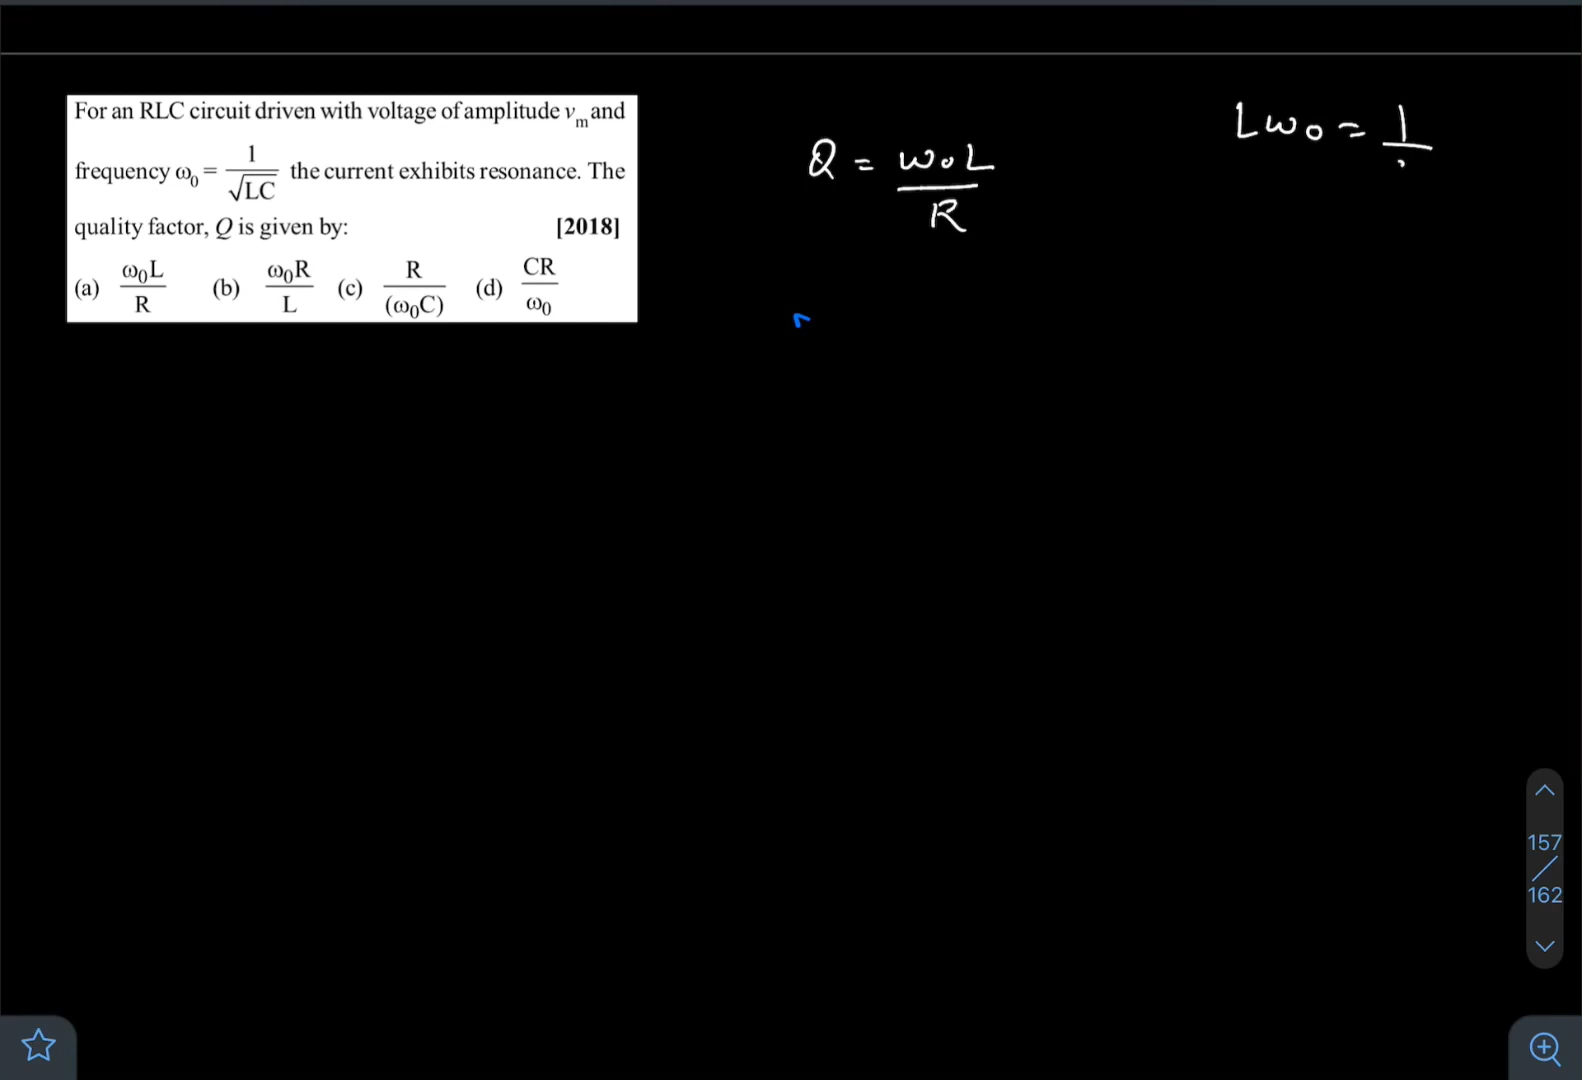 For an RLC circuit driven with voltage of amplitude vₘ and
frequency ω₀ = 1/√LC the current exhibits resonance. The
quality factor, Q is given by: [2018]
(a) ω₀L/R (b) ω₀R/L (c) R/(ω₀C) (d) CR/ω₀
Q = ω₀L/R
Lω₀ = 1/
157
/
162